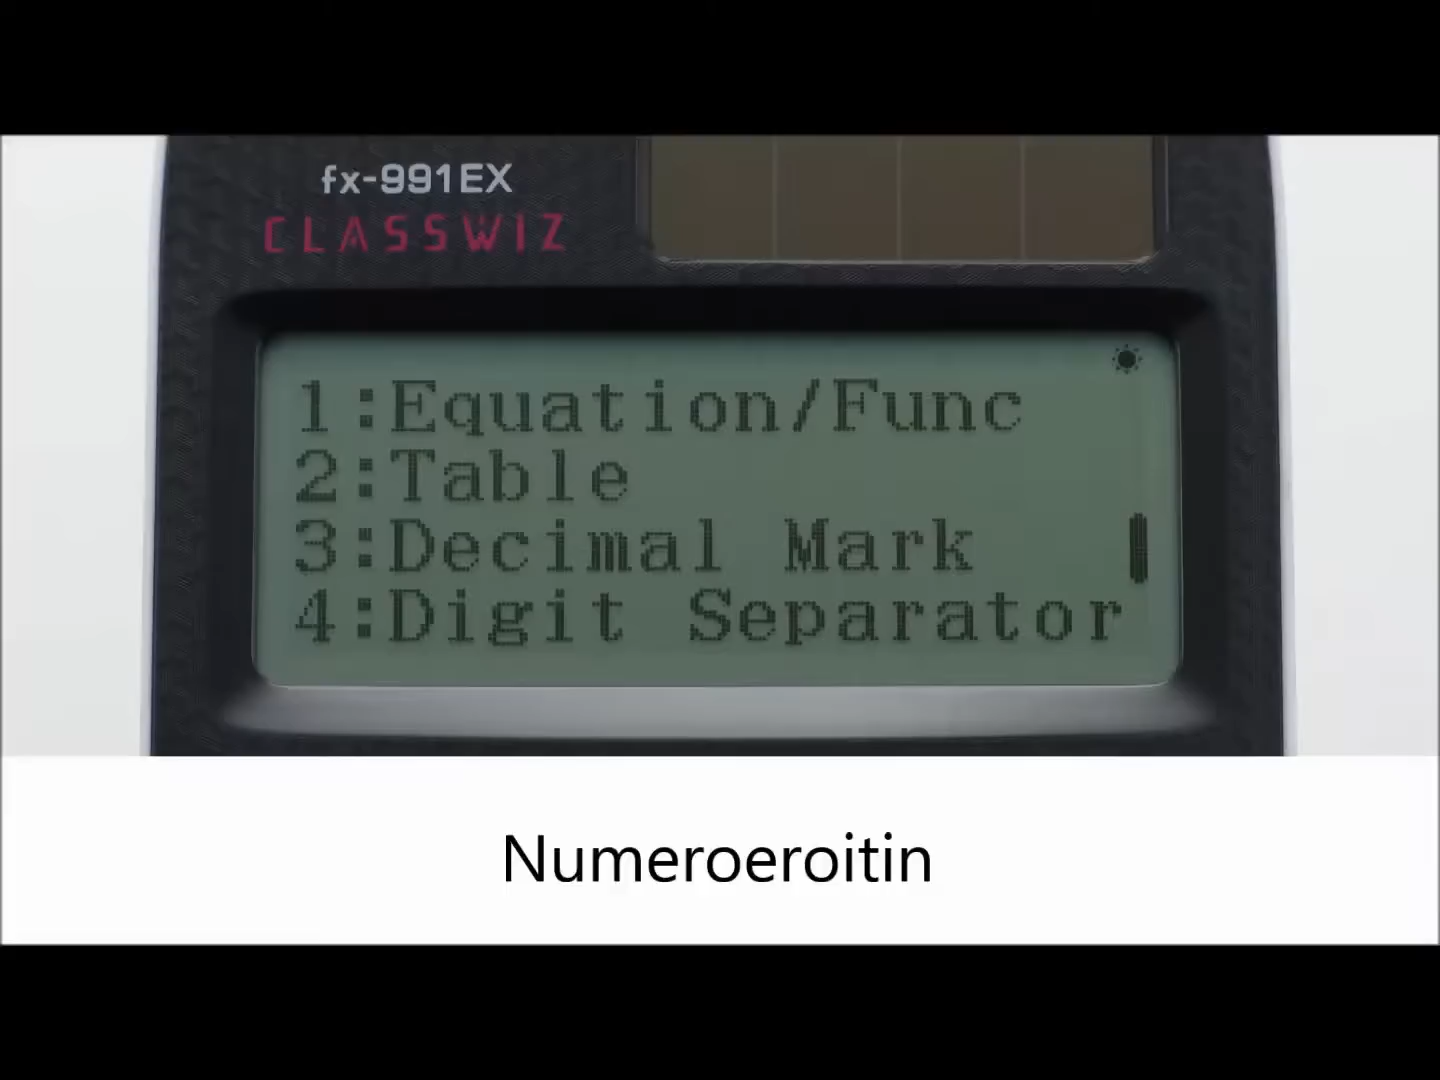 fx-991EX
CLASSWIZ
1:Equation/Func
2:Table
3:Decimal Mark
4:Digit Separator
Numeroeroitin